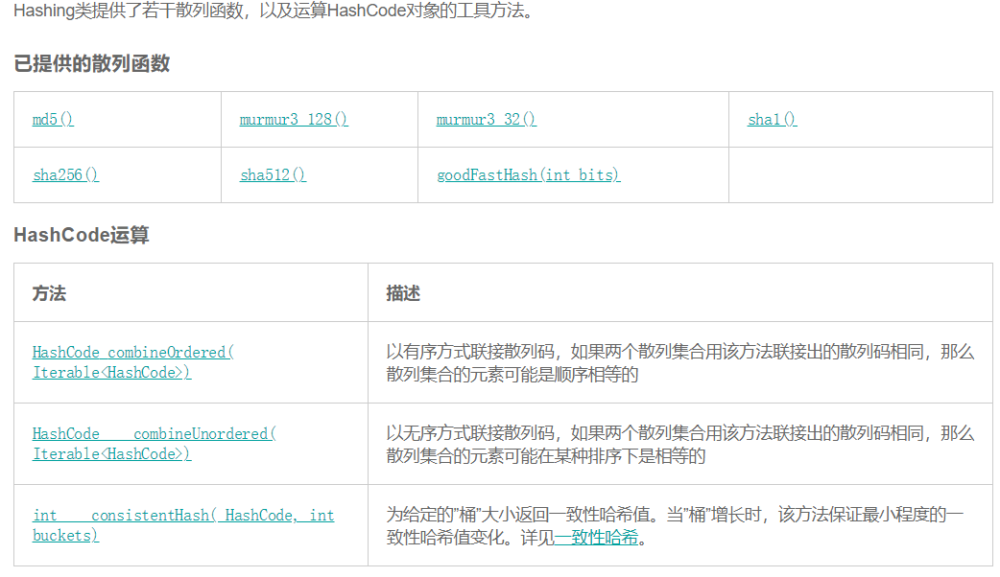 Hashing类提供了若干散列函数，以及运算HashCode对象的工具方法。
已提供的散列函数
md5() murmur3_128() murmur3_32() sha1()
sha256() sha512() goodFastHash(int bits)
HashCode运算
方法 描述
HashCode combineOrdered(
Iterable<HashCode>)
以有序方式联接散列码，如果两个散列集合用该方法联接出的散列码相同，那么
散列集合的元素可能是顺序相等的
HashCode combineUnordered(
Iterable<HashCode>)
以无序方式联接散列码，如果两个散列集合用该方法联接出的散列码相同，那么
散列集合的元素可能在某种排序下是相等的
int consistentHash( HashCode, int
buckets)
为给定的”桶”大小返回一致性哈希值。当”桶”增长时，该方法保证最小程度的一
致性哈希值变化。详见一致性哈希。